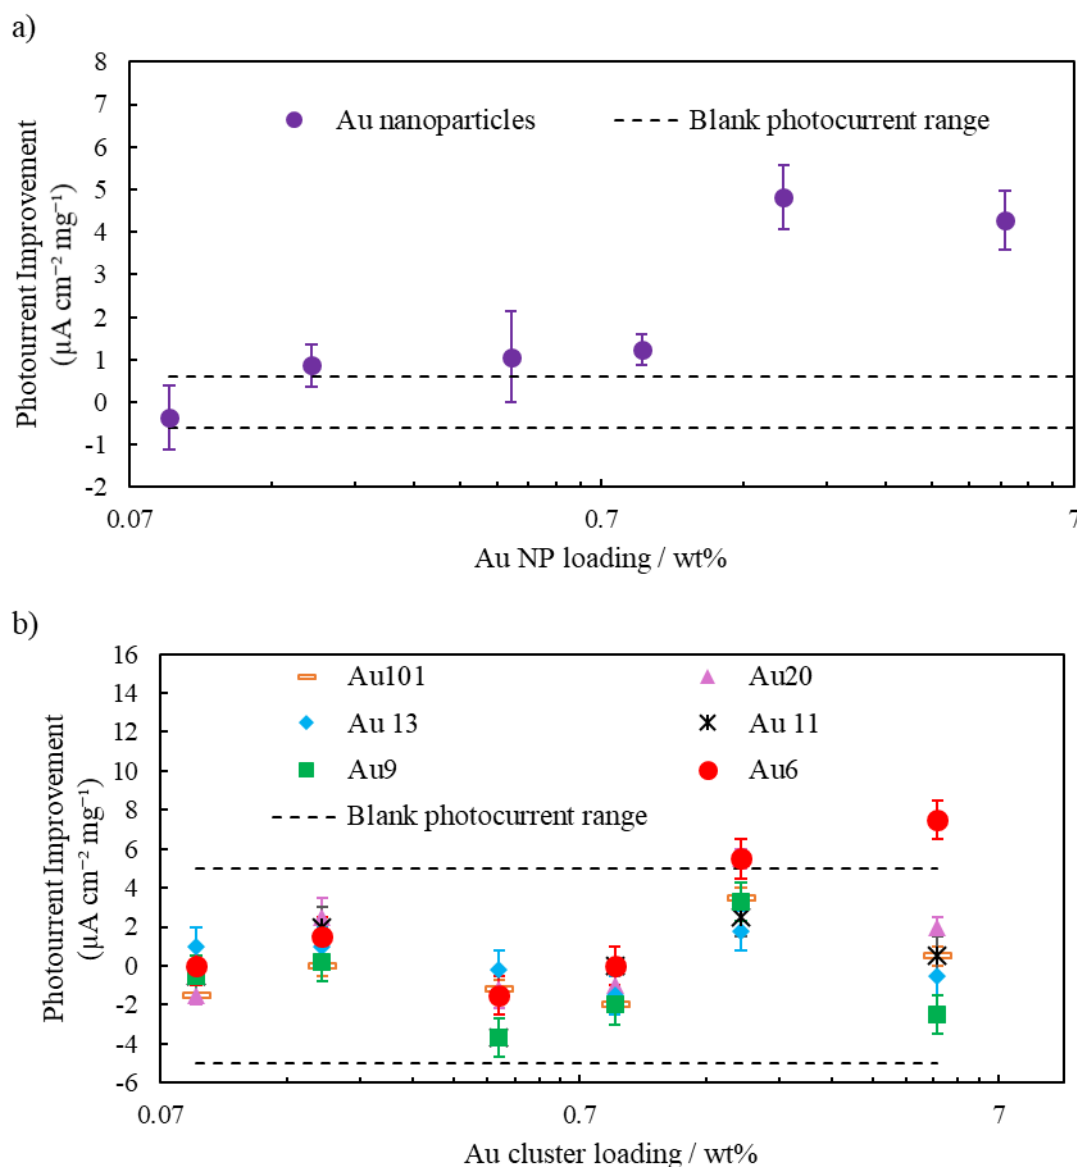 a)
8
7
6
5
4
3
2
1
0
-1
-2
Photourrent Improvement
(µA cm⁻² mg⁻¹)
Au nanoparticles
Blank photocurrent range
0.07
0.7
7
Au NP loading / wt%
b)
16
14
12
10
8
6
4
2
0
-2
-4
-6
Photourrent Improvement
(µA cm⁻² mg⁻¹)
Au101
Au20
Au 13
Au 11
Au9
Au6
Blank photocurrent range
0.07
0.7
7
Au cluster loading / wt%